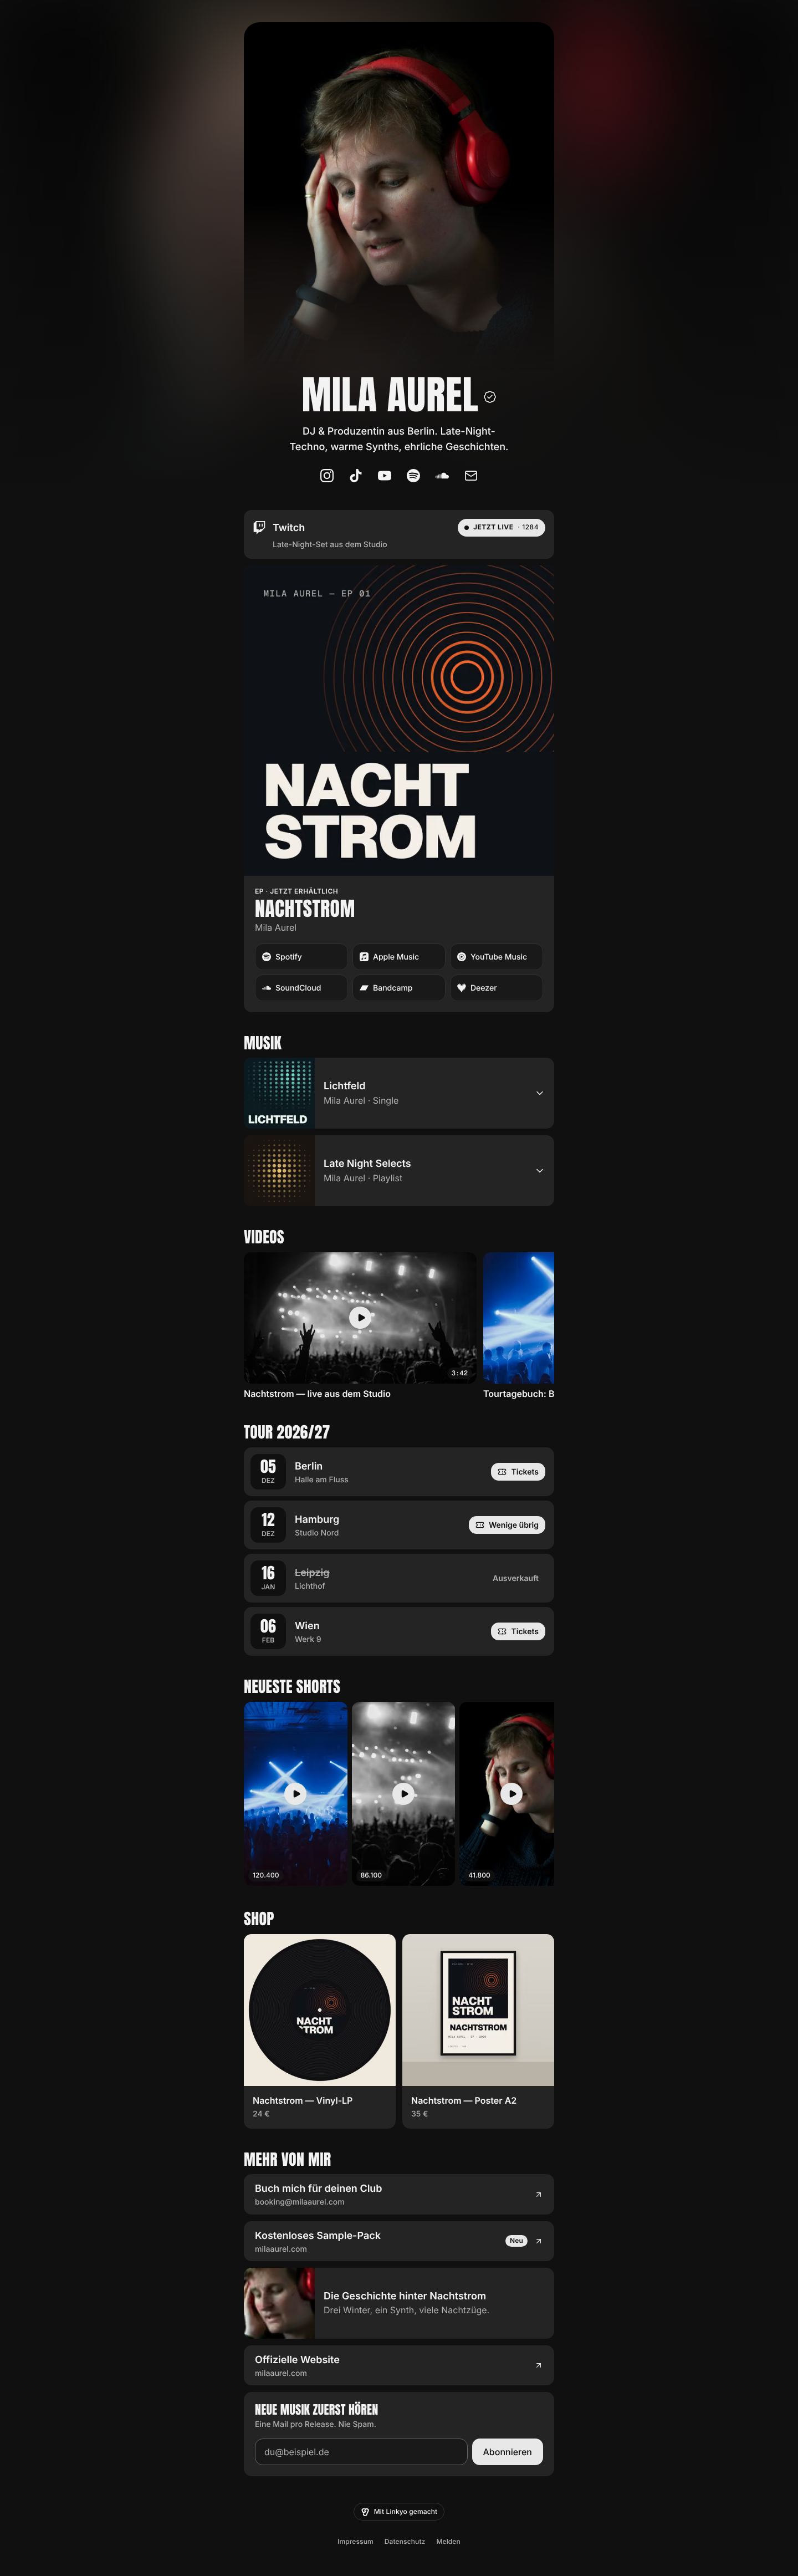 MILA AUREL
DJ & Produzentin aus Berlin. Late-Night-
Techno, warme Synths, ehrliche Geschichten.
Twitch
JETZT LIVE · 1284
Late-Night-Set aus dem Studio
MILA AUREL — EP 01
NACHT
STROM
EP · JETZT ERHÄLTLICH
NACHTSTROM
Mila Aurel
Spotify
Apple Music
YouTube Music
SoundCloud
Bandcamp
Deezer
MUSIK
LICHTFELD
Lichtfeld
Mila Aurel · Single
Late Night Selects
Mila Aurel · Playlist
VIDEOS
3:42
Nachtstrom — live aus dem Studio
Tourtagebuch: B
TOUR 2026/27
05
DEZ
Berlin
Halle am Fluss
Tickets
12
DEZ
Hamburg
Studio Nord
Wenige übrig
16
JAN
Leipzig
Lichthof
Ausverkauft
06
FEB
Wien
Werk 9
Tickets
NEUESTE SHORTS
120.400
86.100
41.800
SHOP
NACHT
STROM
NACHT
STROM
NACHTSTROM
Nachtstrom — Vinyl-LP
24 €
Nachtstrom — Poster A2
35 €
MEHR VON MIR
Buch mich für deinen Club
booking@milaaurel.com
Kostenloses Sample-Pack
milaaurel.com
Neu
Die Geschichte hinter Nachtstrom
Drei Winter, ein Synth, viele Nachtzüge.
Offizielle Website
milaaurel.com
NEUE MUSIK ZUERST HÖREN
Eine Mail pro Release. Nie Spam.
du@beispiel.de
Abonnieren
Mit Linkyo gemacht
Impressum
Datenschutz
Melden